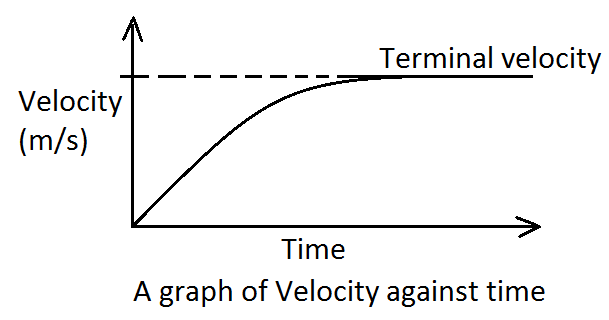 Terminal velocity
Velocity
(m/s)
Time
A graph of Velocity against time